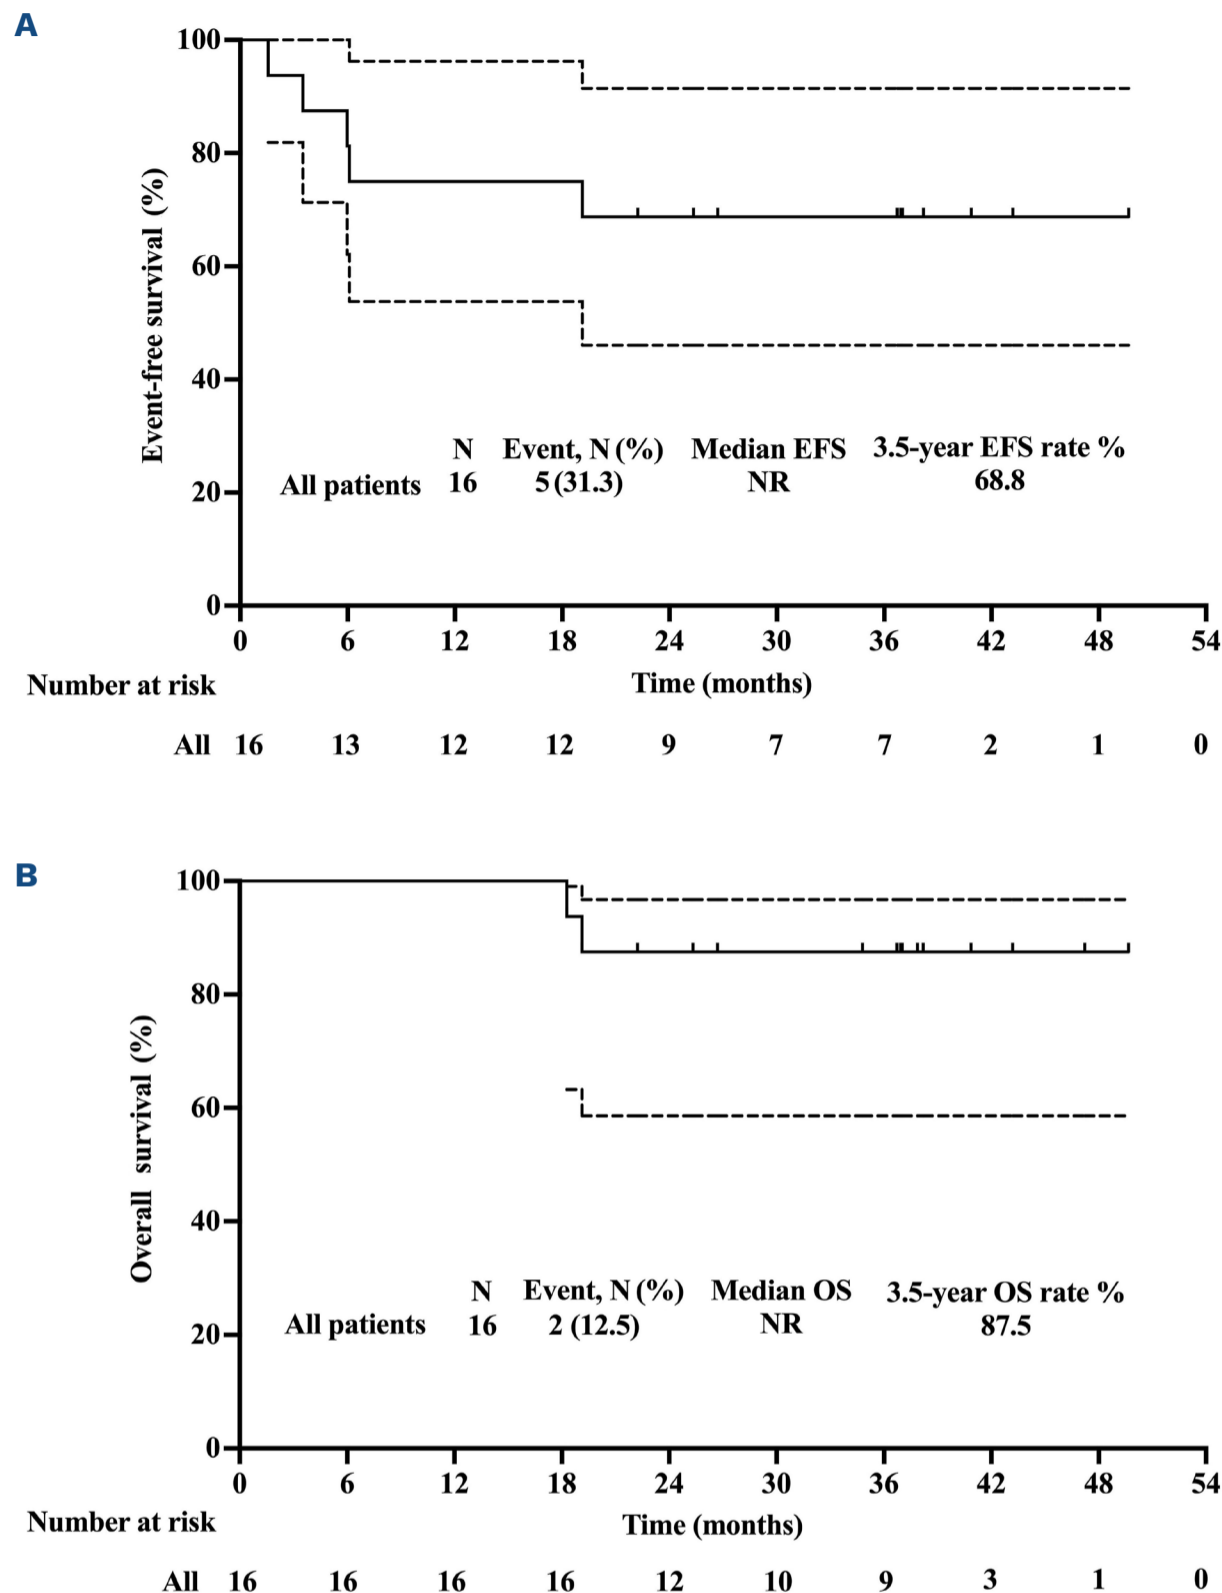 A
100
80
60
40
20
0
Event-free survival (%)
N Event, N (%) Median EFS 3.5-year EFS rate %
All patients 16 5 (31.3) NR 68.8
0 6 12 18 24 30 36 42 48 54
Number at risk Time (months)
All 16 13 12 12 9 7 7 2 1 0
B
100
80
60
40
20
0
Overall survival (%)
N Event, N (%) Median OS 3.5-year OS rate %
All patients 16 2 (12.5) NR 87.5
0 6 12 18 24 30 36 42 48 54
Number at risk Time (months)
All 16 16 16 16 12 10 9 3 1 0